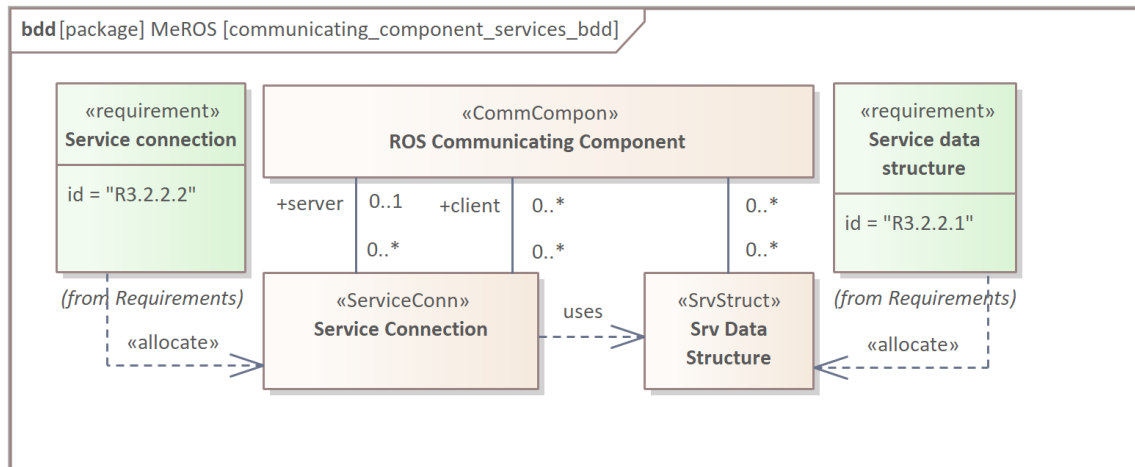 bdd [package] MeROS [communicating_component_services_bdd]
«requirement»
Service connection
id = "R3.2.2.2"
(from Requirements)
«CommCompon»
ROS Communicating Component
«requirement»
Service data
structure
id = "R3.2.2.1"
(from Requirements)
+server
0..1
0..*
+client
0..*
0..*
0..*
0..*
«ServiceConn»
Service Connection
uses
«SrvStruct»
Srv Data
Structure
«allocate»
«allocate»